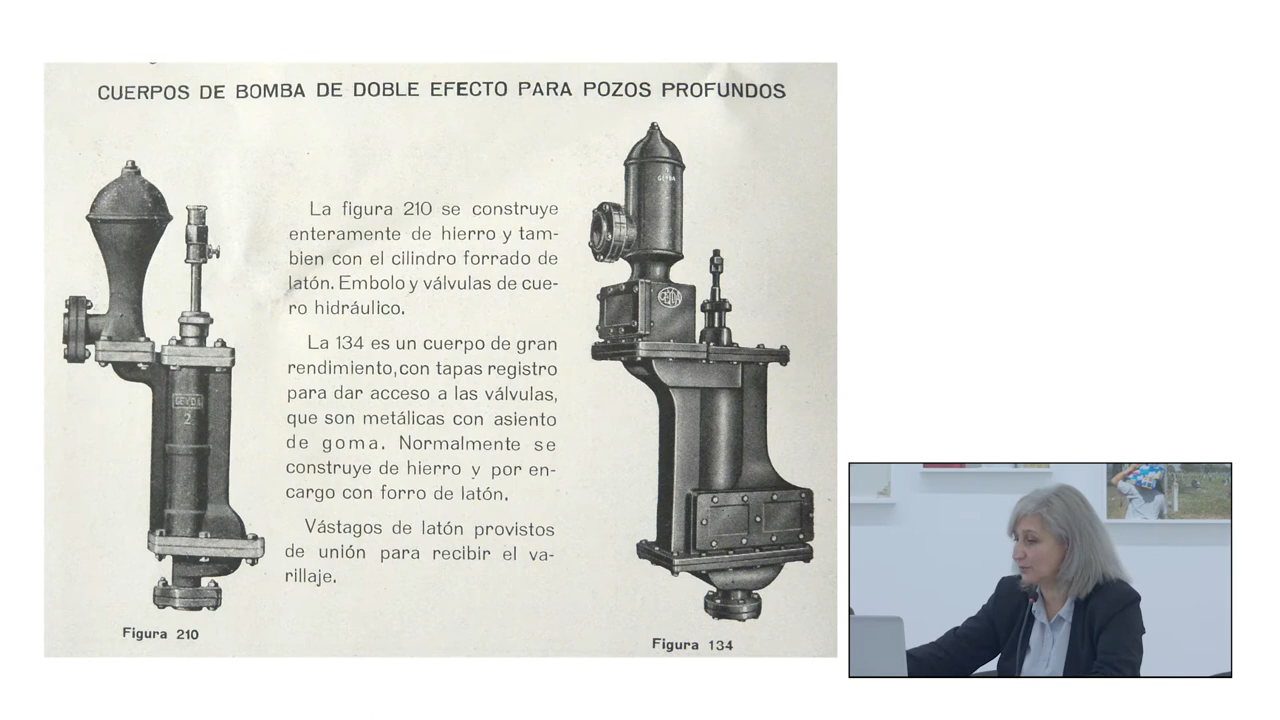 CUERPOS DE BOMBA DE DOBLE EFECTO PARA POZOS PROFUNDOS
La figura 210 se construye
enteramente de hierro y tam-
bien con el cilindro forrado de
latón. Embolo y válvulas de cue-
ro hidráulico.
La 134 es un cuerpo de gran
rendimiento, con tapas registro
para dar acceso a las válvulas,
que son metálicas con asiento
de goma. Normalmente se
construye de hierro y por en-
cargo con forro de latón.
Vástagos de latón provistos
de unión para recibir el va-
rillaje.
GEYDA
2
Figura 210
GEYDA
GEYDA
Figura 134